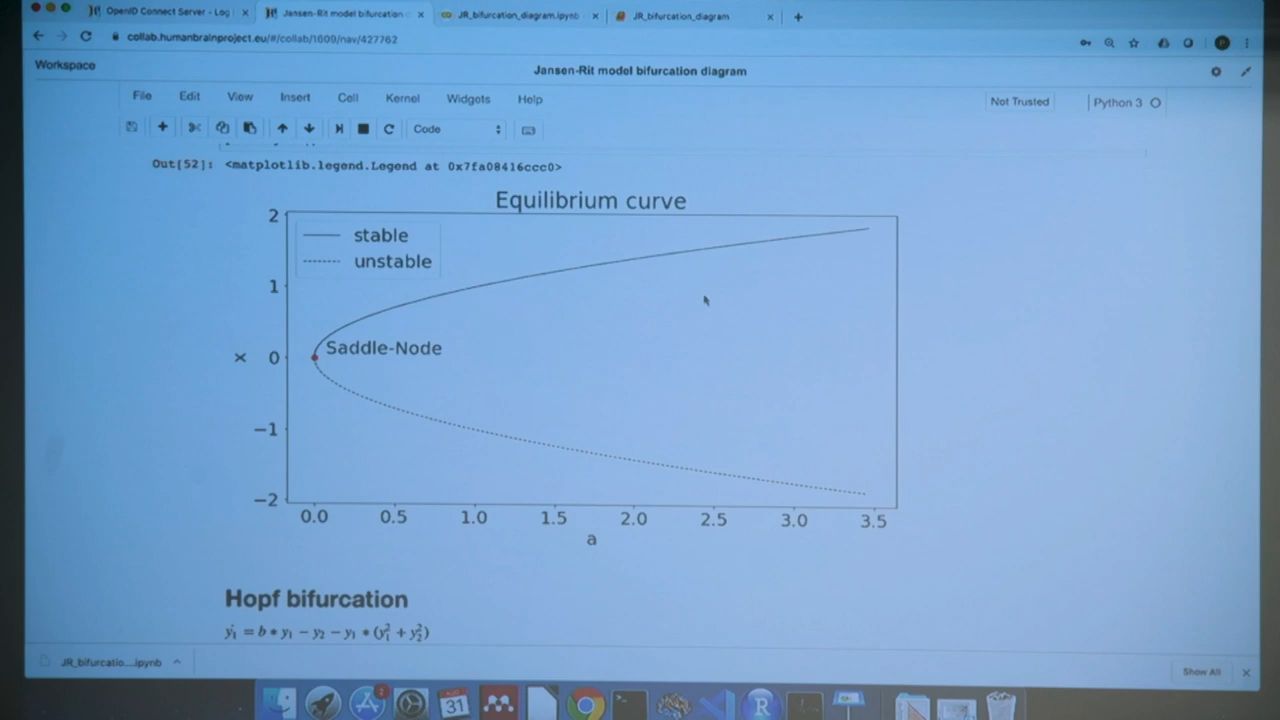 OpenID Connect Server - Log
Jansen-Rit model bifurcation
JR_bifurcation_diagram.ipynb
JR_bifurcation_diagram
collab.humanbrainproject.eu/#/collab/1609/nav/427762
Workspace
Jansen-Rit model bifurcation diagram
File Edit View Insert Cell Kernel Widgets Help
Not Trusted
Python 3
Code
Out[52]: <matplotlib.legend.Legend at 0x7fa08416ccc0>
Equilibrium curve
stable
unstable
2
1
0
−1
−2
x
Saddle-Node
0.0 0.5 1.0 1.5 2.0 2.5 3.0 3.5
a
Hopf bifurcation
ẏ₁ = b * y₁ − y₂ − y₁ * (y₁² + y₂²)
JR_bifurcatio....ipynb
Show All
31